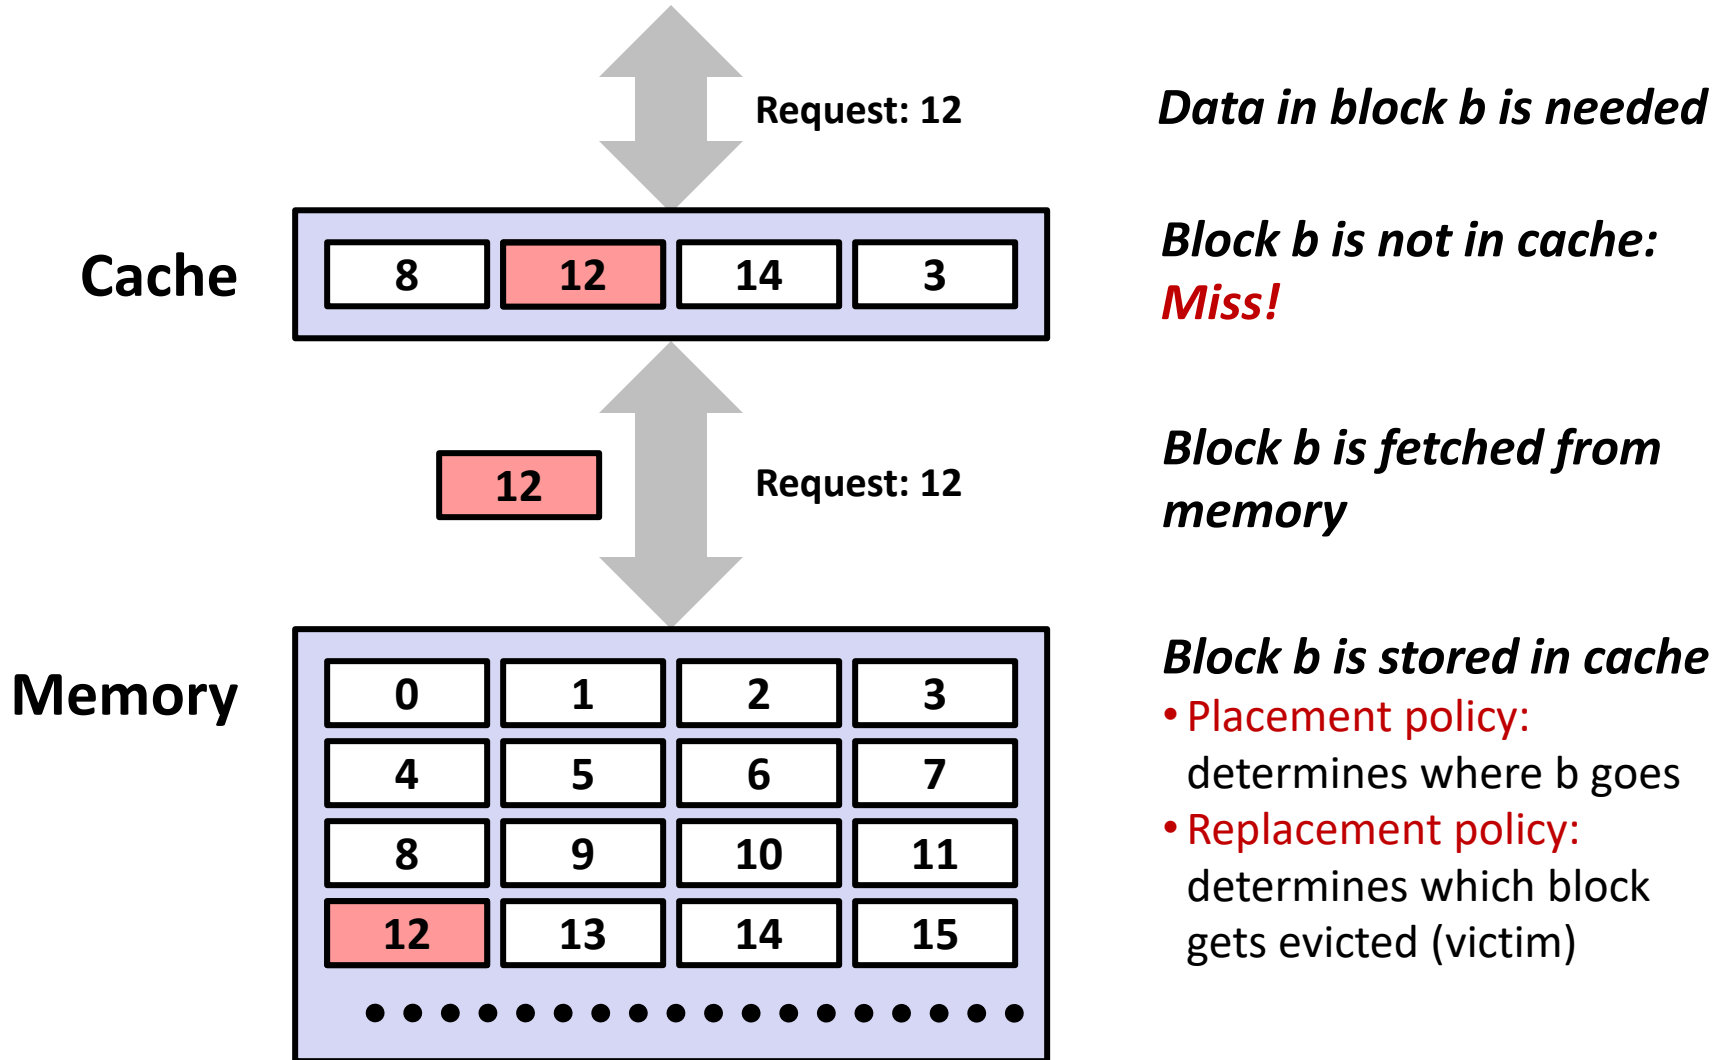 Request: 12
Data in block b is needed
Cache
8 12 14 3
Block b is not in cache:
Miss!
12
Request: 12
Block b is fetched from
memory
Memory
0 1 2 3
4 5 6 7
8 9 10 11
12 13 14 15
Block b is stored in cache
• Placement policy:
determines where b goes
• Replacement policy:
determines which block
gets evicted (victim)